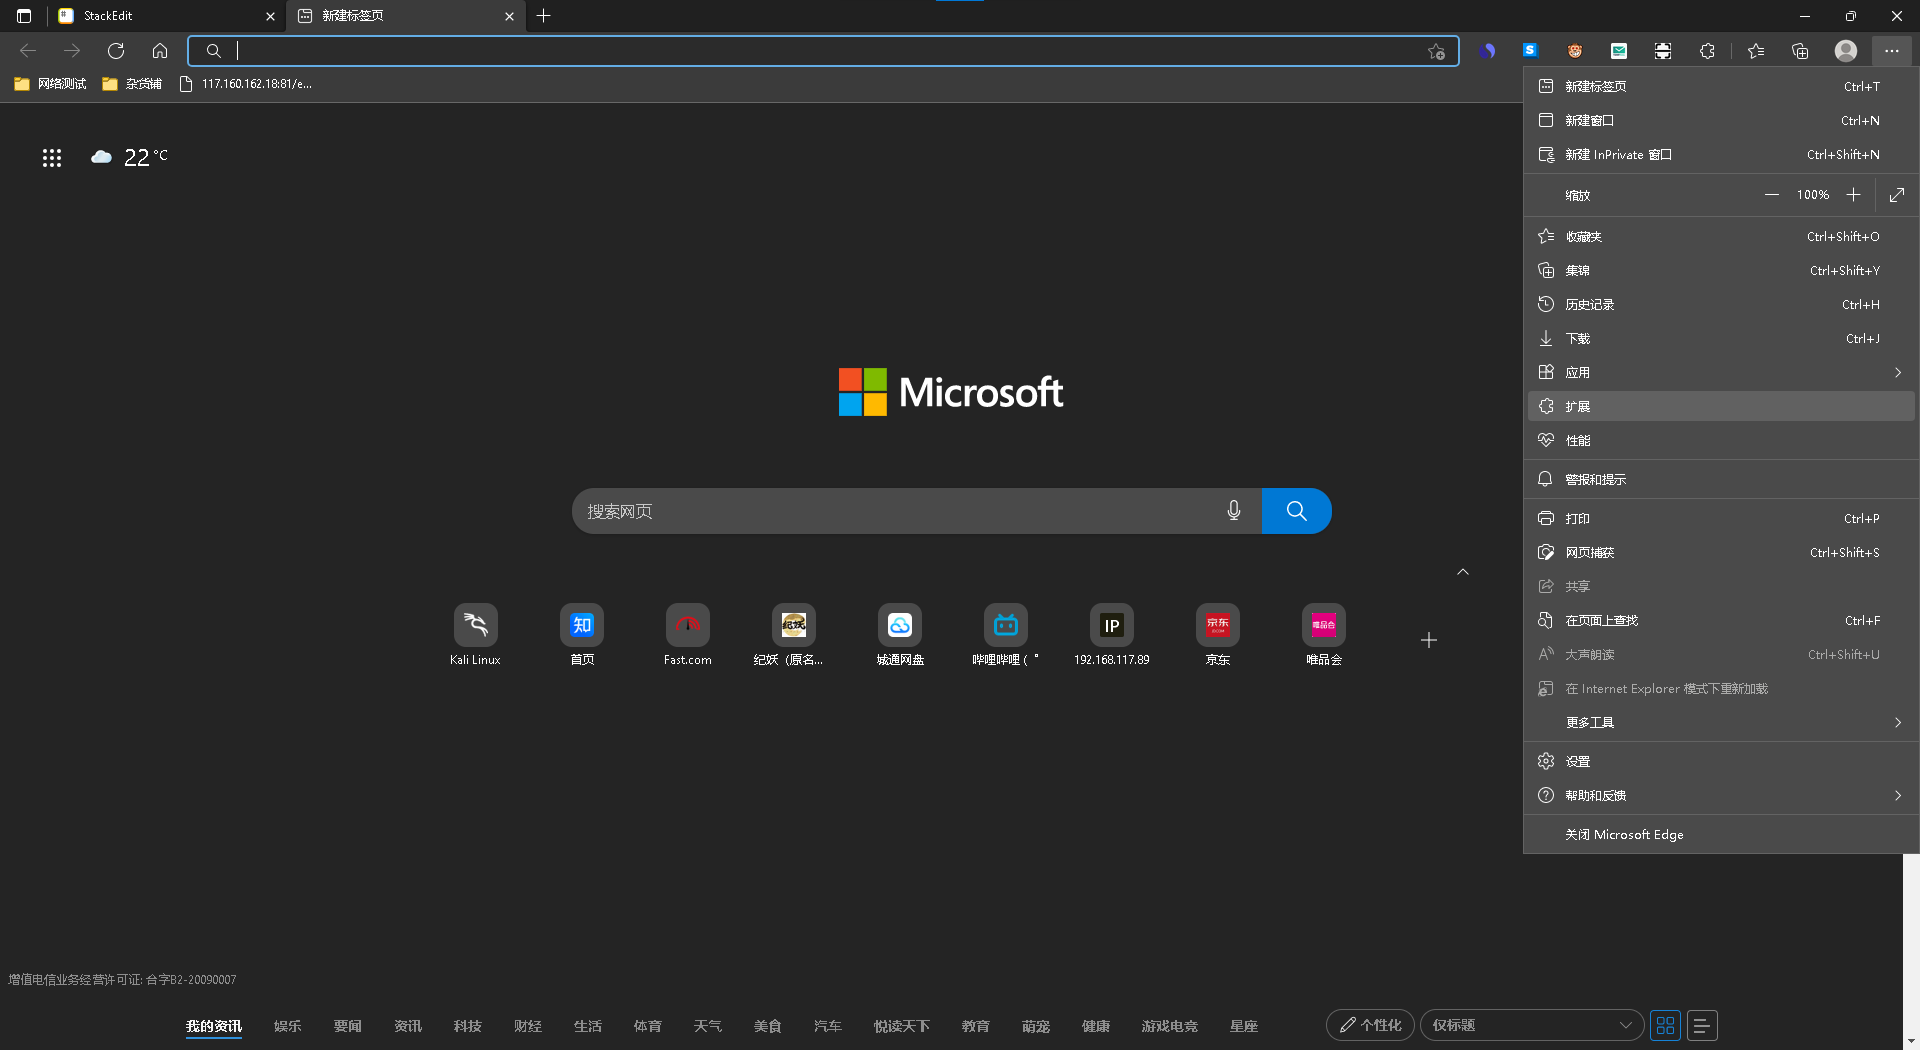 StackEdit
新建标签页
网络测试
杂货铺
117.160.162.18:81/e...
22 °C
Microsoft
搜索网页
Kali Linux
知
首页
Fast.com
纪妖
纪妖（原名...
城通网盘
哔哩哔哩 ( ゜
IP
192.168.117.89
京东
京东
唯品会
唯品会
新建标签页 Ctrl+T
新建窗口 Ctrl+N
新建 InPrivate 窗口 Ctrl+Shift+N
缩放 100%
收藏夹 Ctrl+Shift+O
集锦 Ctrl+Shift+Y
历史记录 Ctrl+H
下载 Ctrl+J
应用
扩展
性能
警报和提示
打印 Ctrl+P
网页捕获 Ctrl+Shift+S
共享
在页面上查找 Ctrl+F
大声朗读 Ctrl+Shift+U
在 Internet Explorer 模式下重新加载
更多工具
设置
帮助和反馈
关闭 Microsoft Edge
增值电信业务经营许可证: 合字B2-20090007
我的资讯 娱乐 要闻 资讯 科技 财经 生活 体育 天气 美食 汽车 悦读天下 教育 萌宠 健康 游戏电竞 星座
个性化
仅标题